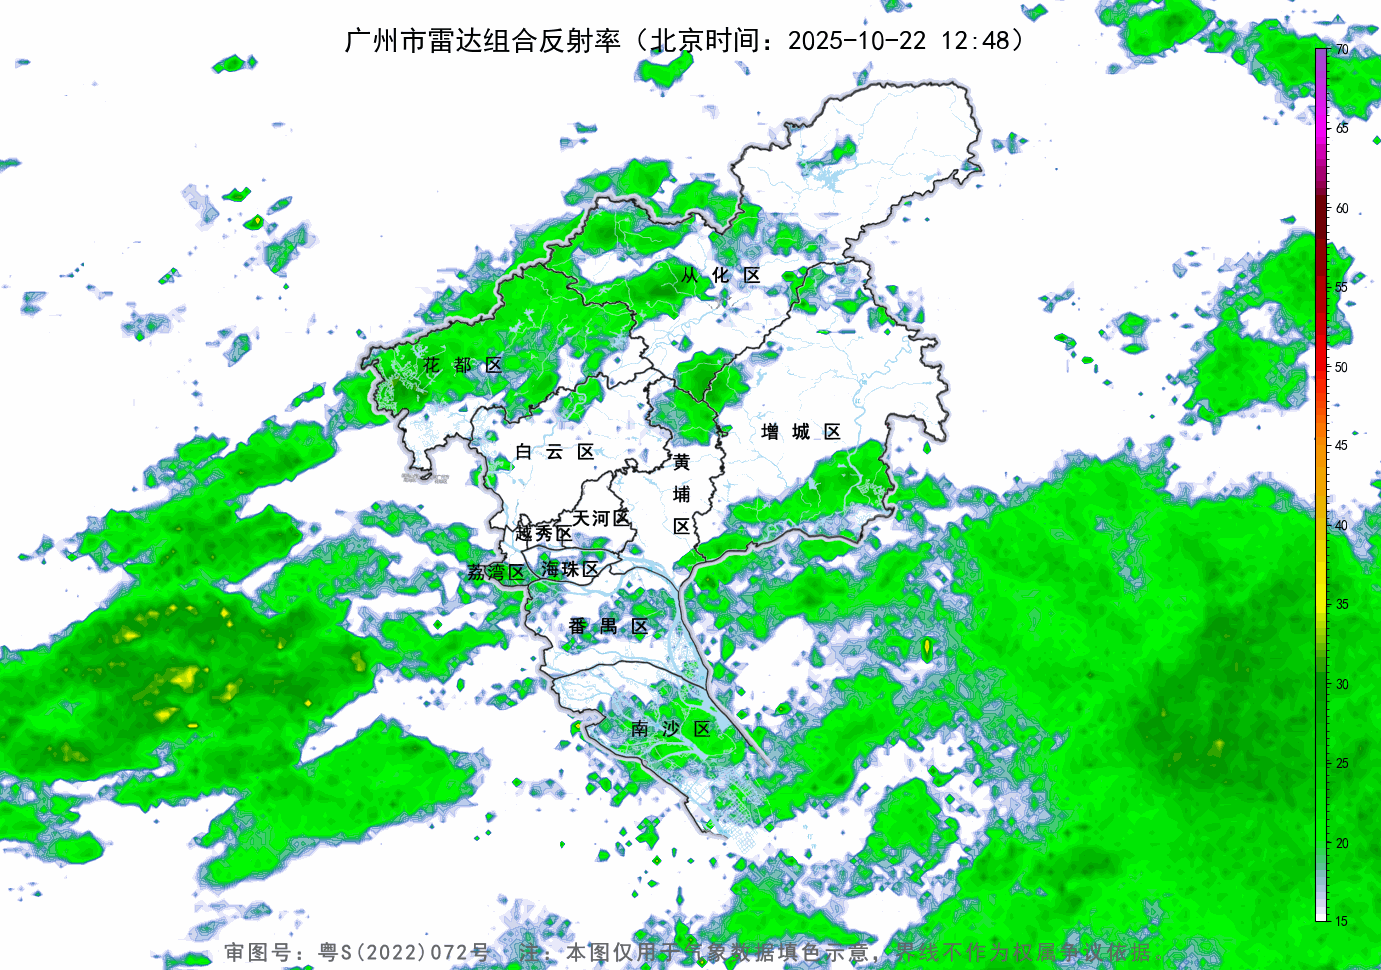 广州市雷达组合反射率（北京时间：2025-10-22 12:48）
70
65
60
55
50
45
40
35
30
25
20
15
从化区
花都区
增城区
白云区
黄埔区
天河区
越秀区
荔湾区
海珠区
番禺区
南沙区
审图号：粤S(2022)072号 注：本图仅用于气象数据填色示意，界线不作为权属争议依据。